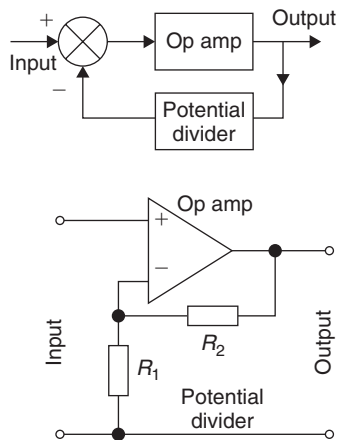 +
Output
Input
Op amp
−
Potential
divider
Op amp
+
−
R2
Input
R1
Output
Potential
divider